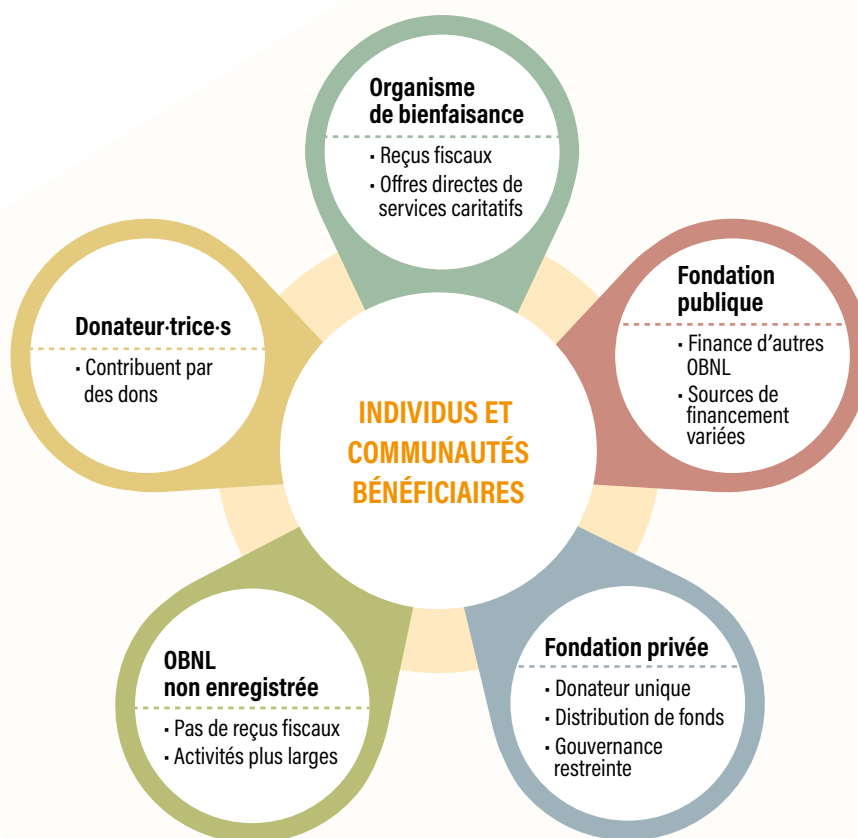 Organisme
de bienfaisance
· Reçus fiscaux
· Offres directes de
services caritatifs
Donateur·trice·s
· Contribuent par
des dons
Fondation
publique
· Finance d’autres
OBNL
· Sources de
financement
variées
INDIVIDUS ET
COMMUNAUTÉS
BÉNÉFICIAIRES
OBNL
non enregistrée
· Pas de reçus fiscaux
· Activités plus larges
Fondation privée
· Donateur unique
· Distribution de fonds
· Gouvernance
restreinte